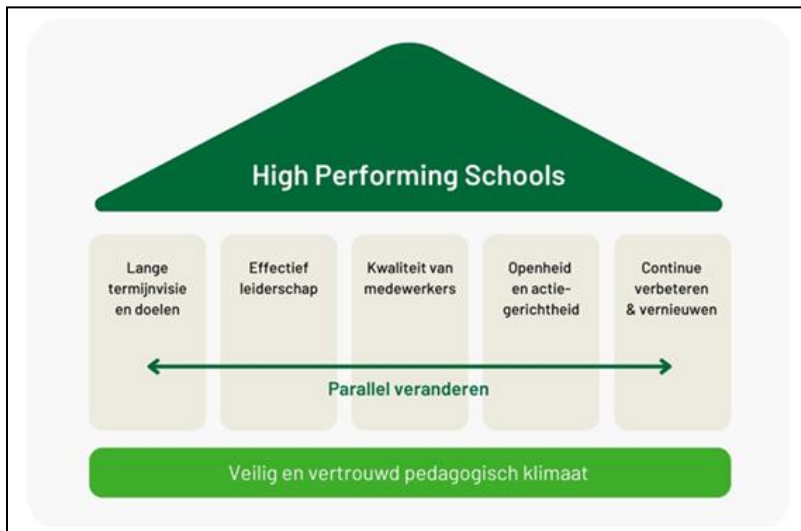 High Performing Schools
Lange
termijnvisie
en doelen
Effectief
leiderschap
Kwaliteit van
medewerkers
Openheid
en actie-
gerichtheid
Continue
verbeteren
& vernieuwen
Parallel veranderen
Veilig en vertrouwd pedagogisch klimaat